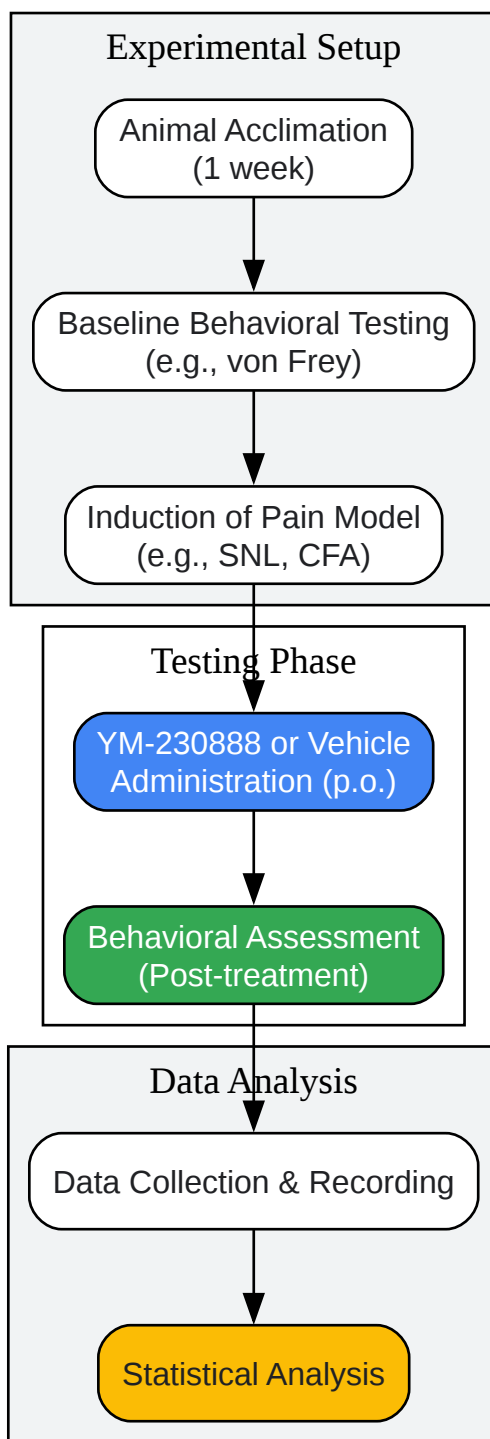 Experimental Setup
Animal Acclimation
(1 week)
Baseline Behavioral Testing
(e.g., von Frey)
Induction of Pain Model
(e.g., SNL, CFA)
Testing Phase
YM-230888 or Vehicle
Administration (p.o.)
Behavioral Assessment
(Post-treatment)
Data Analysis
Data Collection & Recording
Statistical Analysis